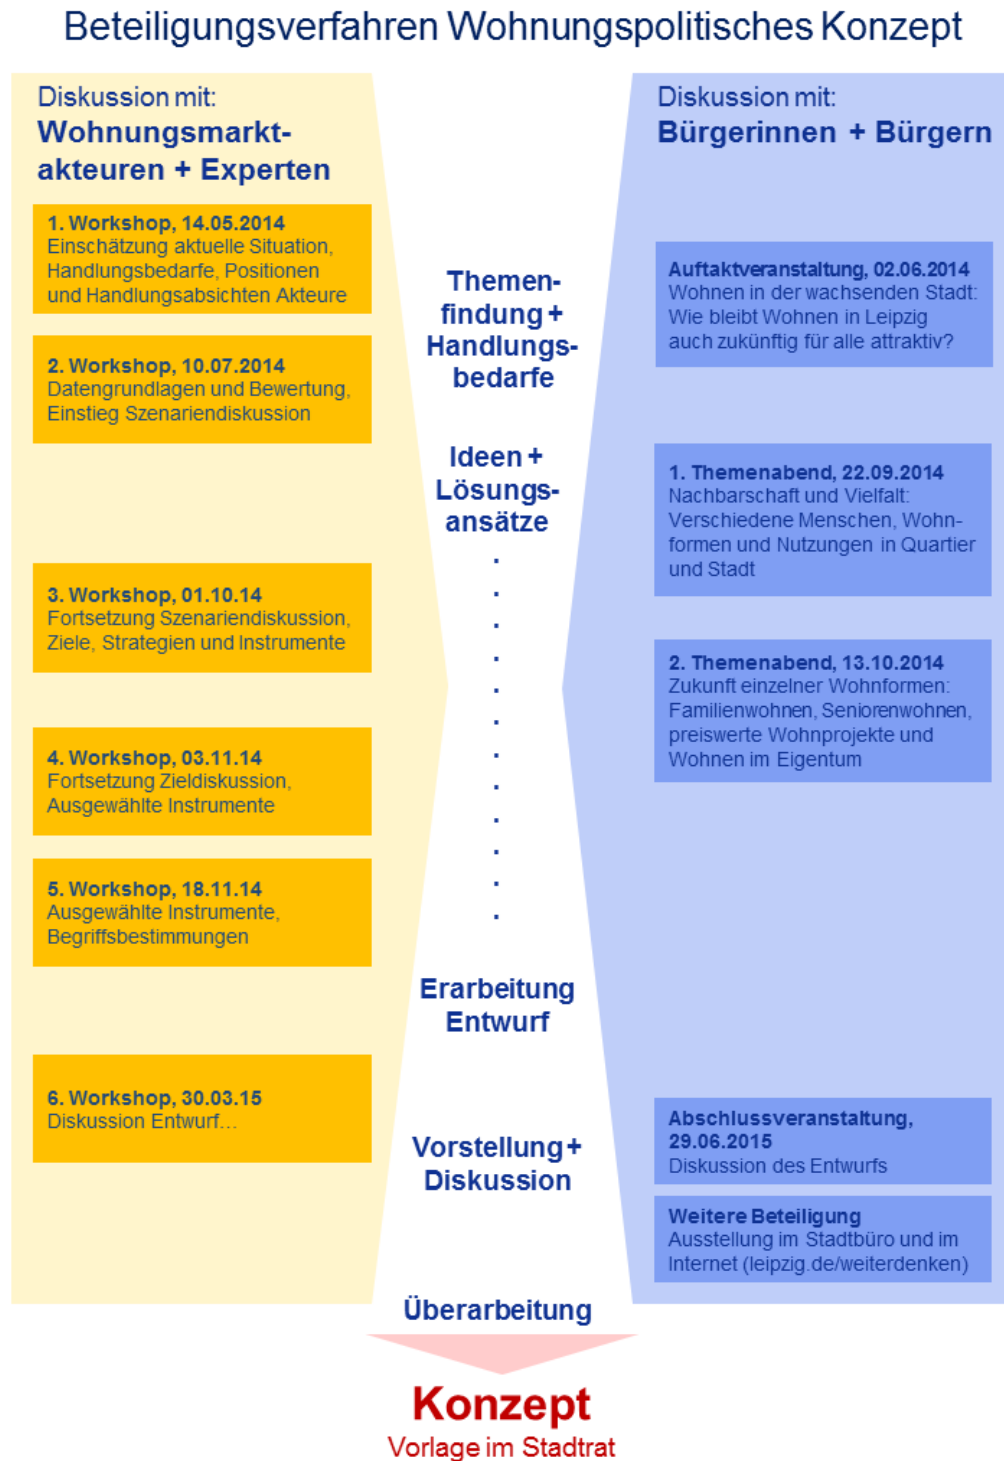 Beteiligungsverfahren Wohnungspolitisches Konzept
Diskussion mit:
Wohnungsmarkt-
akteuren + Experten
1. Workshop, 14.05.2014
Einschätzung aktuelle Situation,
Handlungsbedarfe, Positionen
und Handlungsabsichten Akteure
2. Workshop, 10.07.2014
Datengrundlagen und Bewertung,
Einstieg Szenariendiskussion
3. Workshop, 01.10.14
Fortsetzung Szenariendiskussion,
Ziele, Strategien und Instrumente
4. Workshop, 03.11.14
Fortsetzung Zieldiskussion,
Ausgewählte Instrumente
5. Workshop, 18.11.14
Ausgewählte Instrumente,
Begriffsbestimmungen
6. Workshop, 30.03.15
Diskussion Entwurf...
Themen-
findung +
Handlungs-
bedarfe
Ideen +
Lösungs-
ansätze
.
.
.
.
.
.
.
.
.
.
.
.
Erarbeitung
Entwurf
Vorstellung +
Diskussion
Überarbeitung
Diskussion mit:
Bürgerinnen + Bürgern
Auftaktveranstaltung, 02.06.2014
Wohnen in der wachsenden Stadt:
Wie bleibt Wohnen in Leipzig
auch zukünftig für alle attraktiv?
1. Themenabend, 22.09.2014
Nachbarschaft und Vielfalt:
Verschiedene Menschen, Wohn-
formen und Nutzungen in Quartier
und Stadt
2. Themenabend, 13.10.2014
Zukunft einzelner Wohnformen:
Familienwohnen, Seniorenwohnen,
preiswerte Wohnprojekte und
Wohnen im Eigentum
Abschlussveranstaltung,
29.06.2015
Diskussion des Entwurfs
Weitere Beteiligung
Ausstellung im Stadtbüro und im
Internet (leipzig.de/weiterdenken)
Konzept
Vorlage im Stadtrat